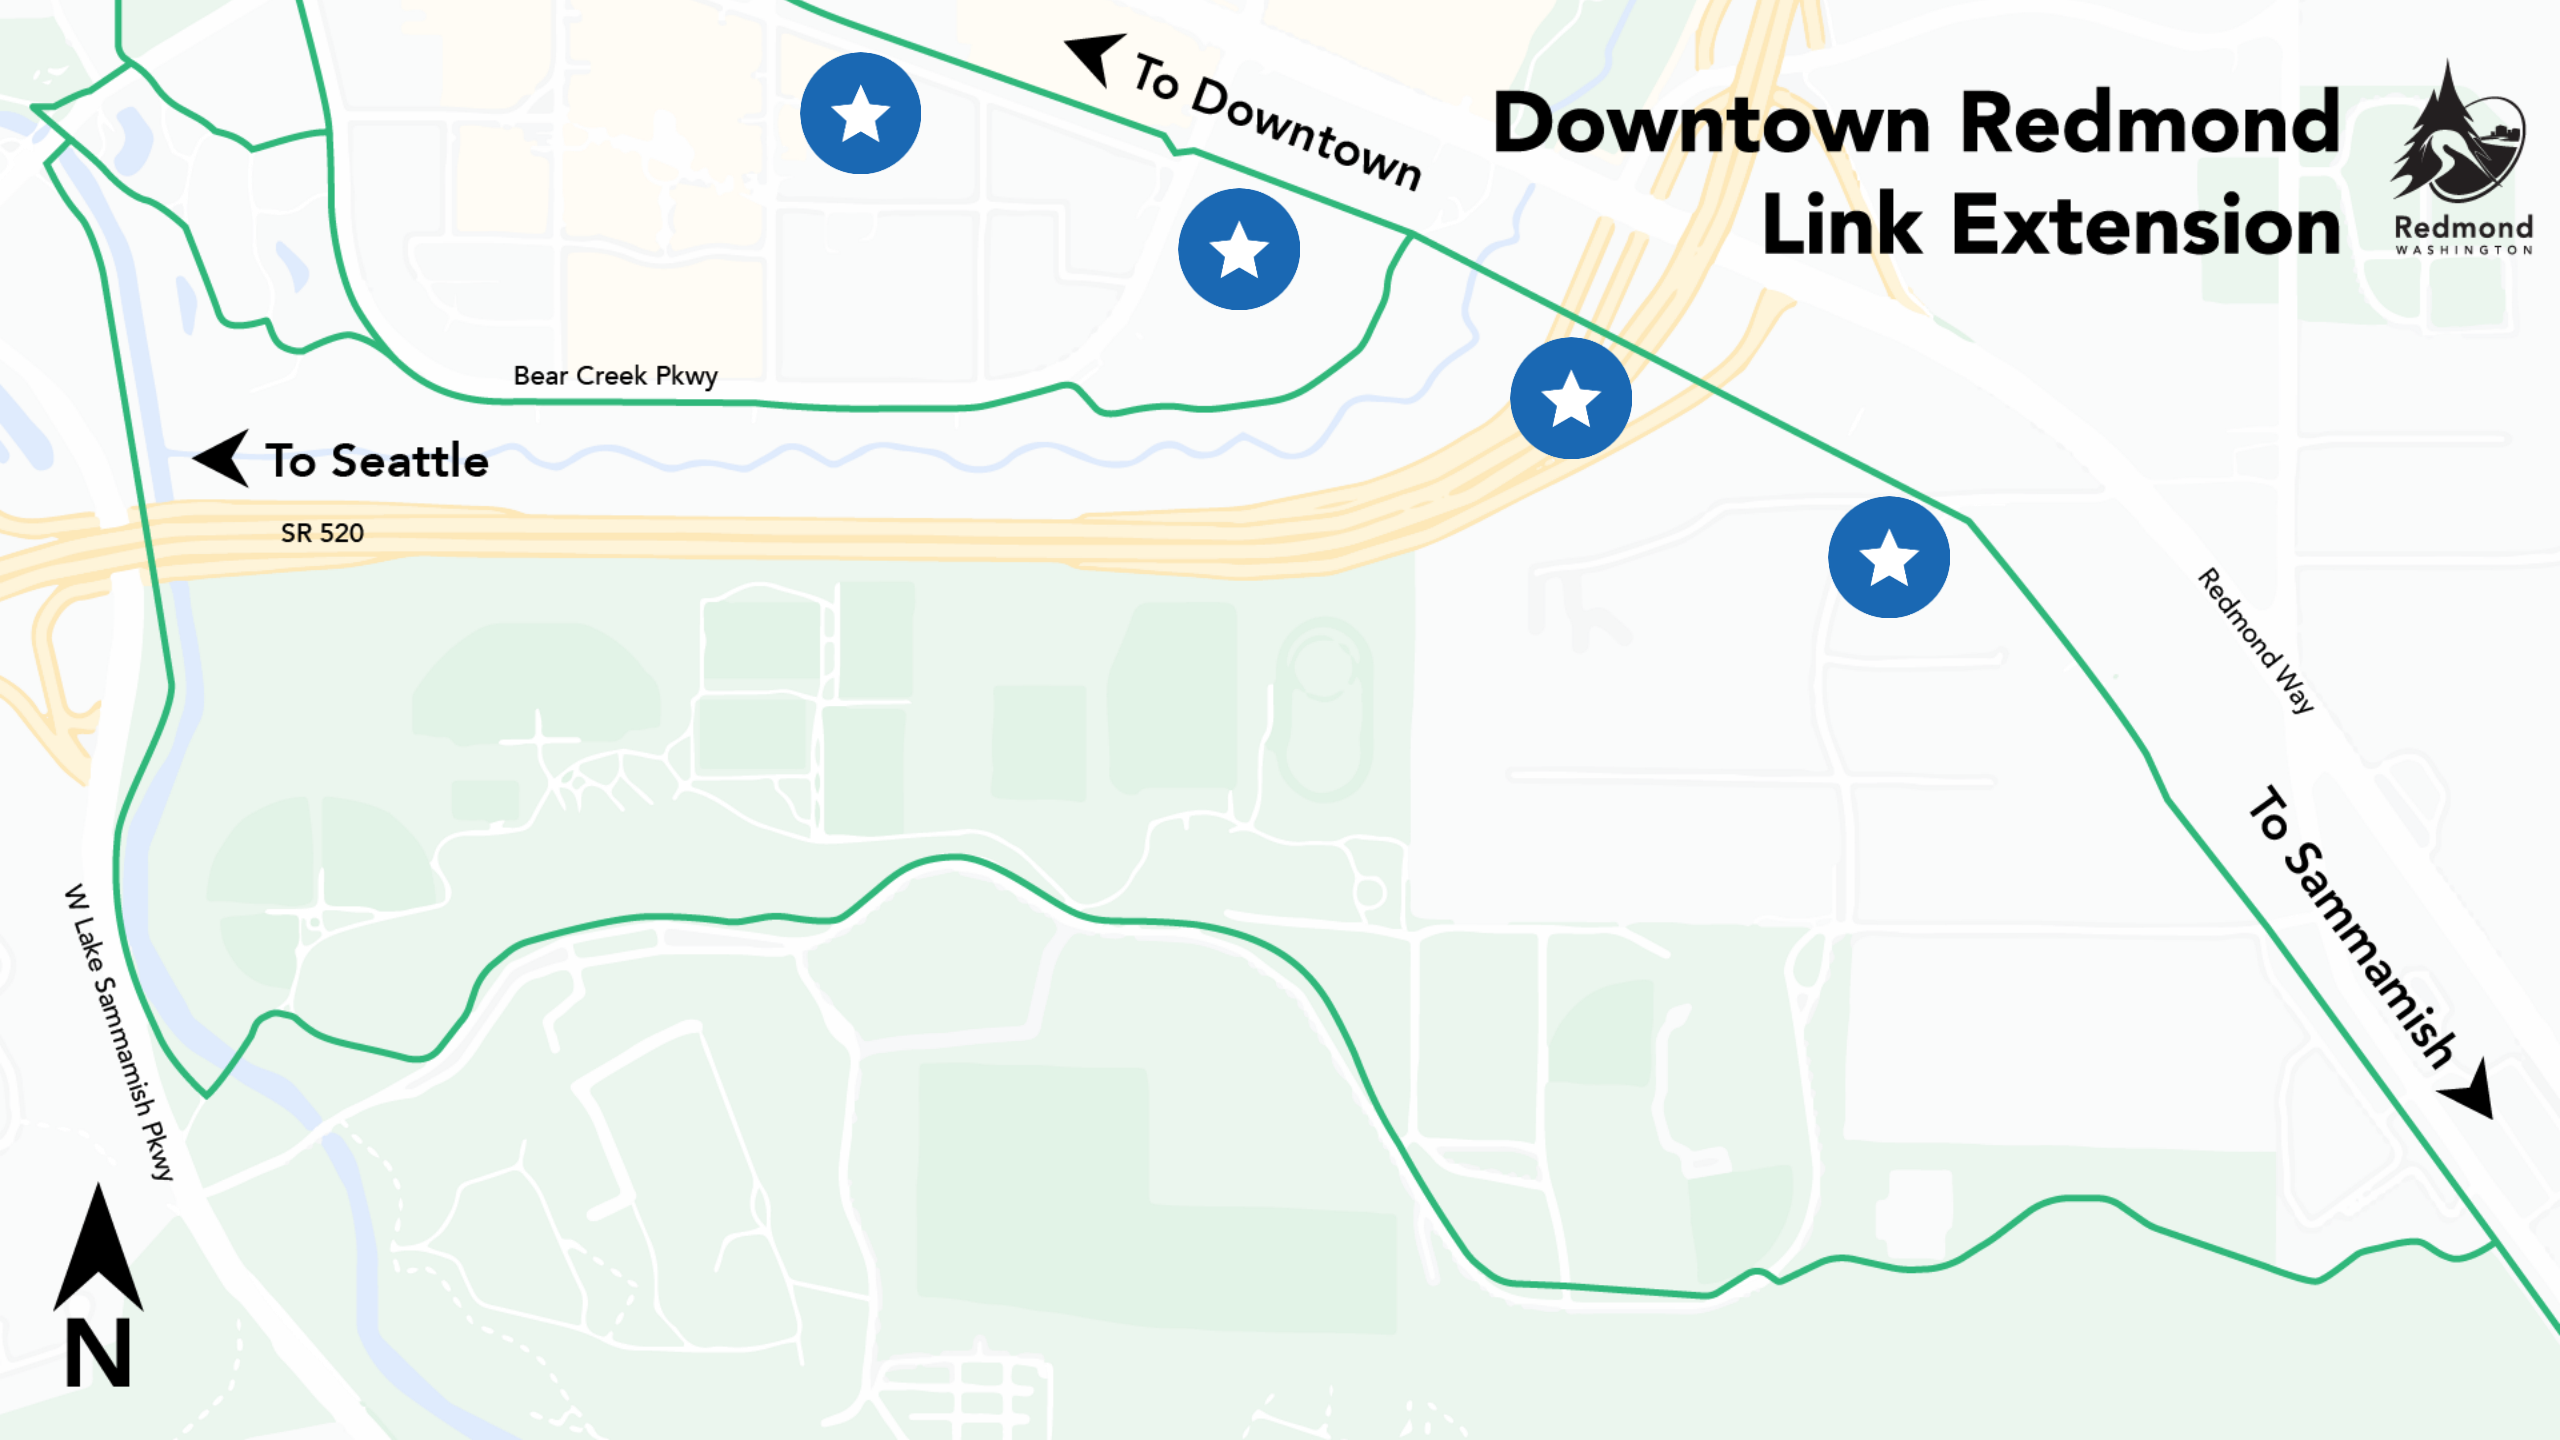 Downtown Redmond
Link Extension
Redmond
WASHINGTON
To Downtown
Bear Creek Pkwy
To Seattle
SR 520
Redmond Way
To Sammamish
W Lake Sammamish Pkwy
N